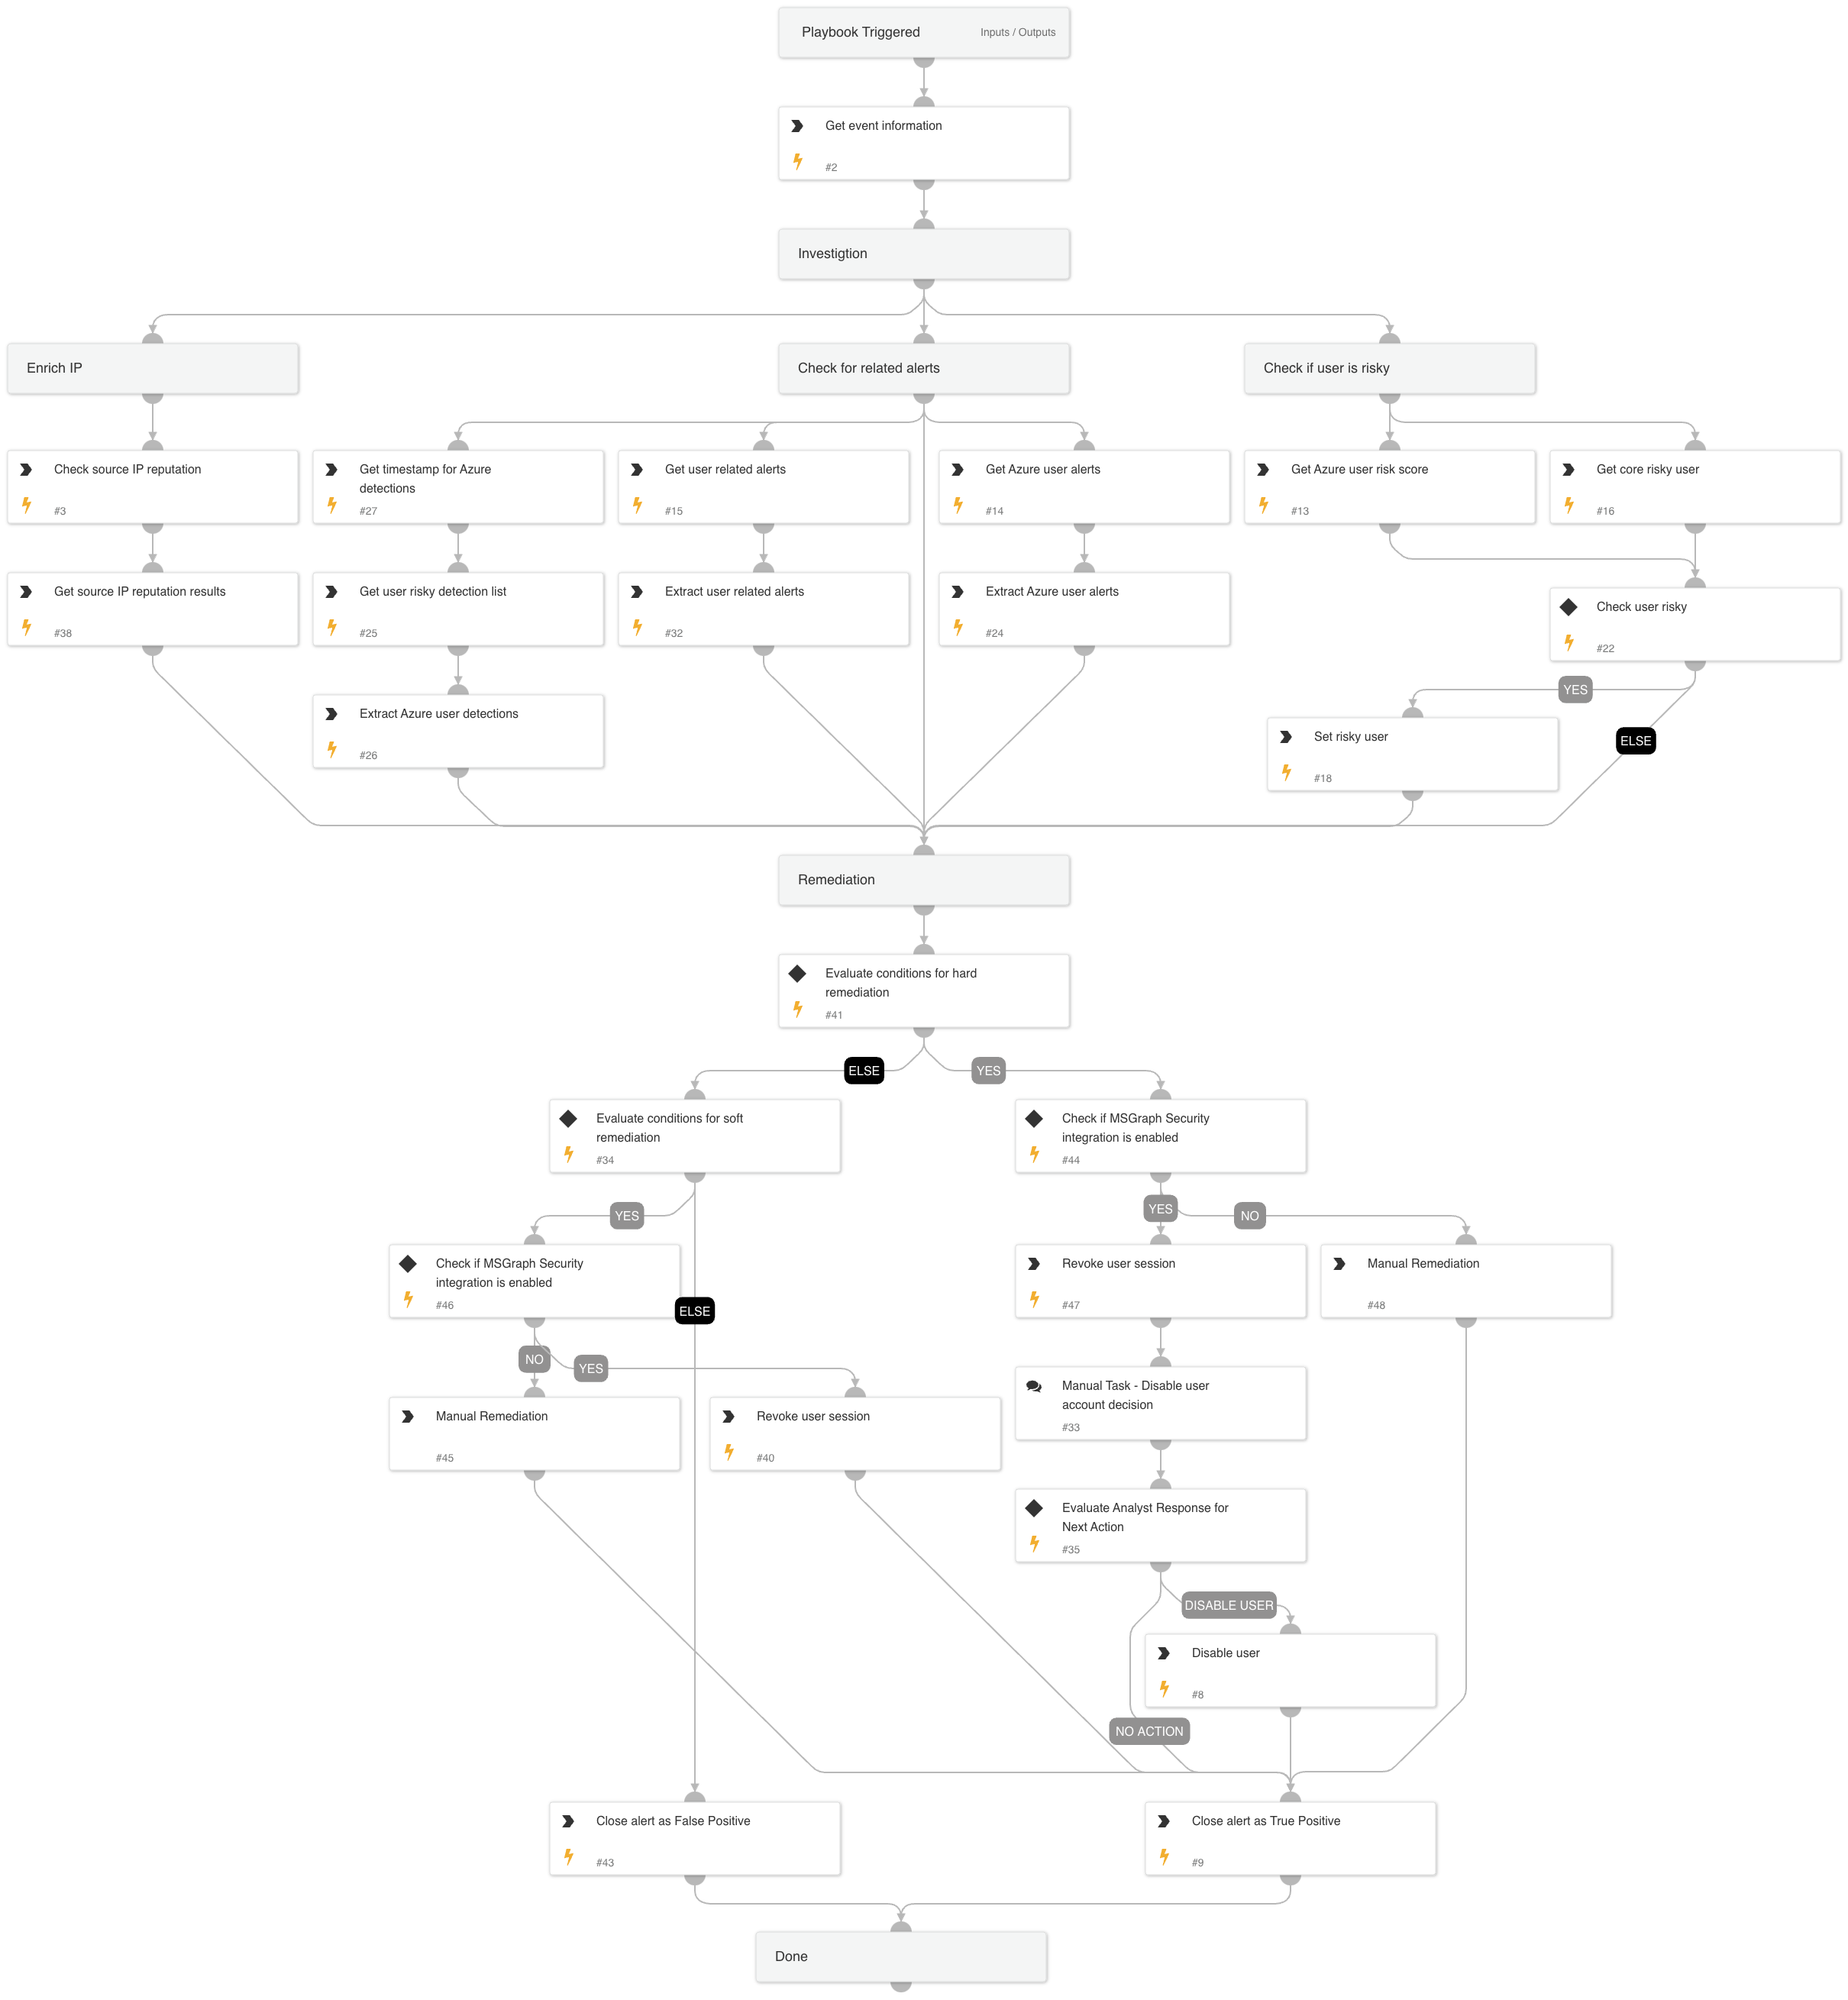 Playbook Triggered
Inputs / Outputs
Get event information
#2
Investigtion
Enrich IP
Check for related alerts
Check if user is risky
Check source IP reputation
#3
Get timestamp for Azure
detections
#27
Get user related alerts
#15
Get Azure user alerts
#14
Get Azure user risk score
#13
Get core risky user
#16
Get source IP reputation results
#38
Get user risky detection list
#25
Extract user related alerts
#32
Extract Azure user alerts
#24
Check user risky
#22
YES
ELSE
Extract Azure user detections
#26
Set risky user
#18
Remediation
Evaluate conditions for hard
remediation
#41
ELSE
YES
Evaluate conditions for soft
remediation
#34
Check if MSGraph Security
integration is enabled
#44
YES
YES
NO
Check if MSGraph Security
integration is enabled
#46
ELSE
Revoke user session
#47
Manual Remediation
#48
NO
YES
Manual Remediation
#45
Revoke user session
#40
Manual Task - Disable user
account decision
#33
Evaluate Analyst Response for
Next Action
#35
DISABLE USER
Disable user
#8
NO ACTION
Close alert as False Positive
#43
Close alert as True Positive
#9
Done